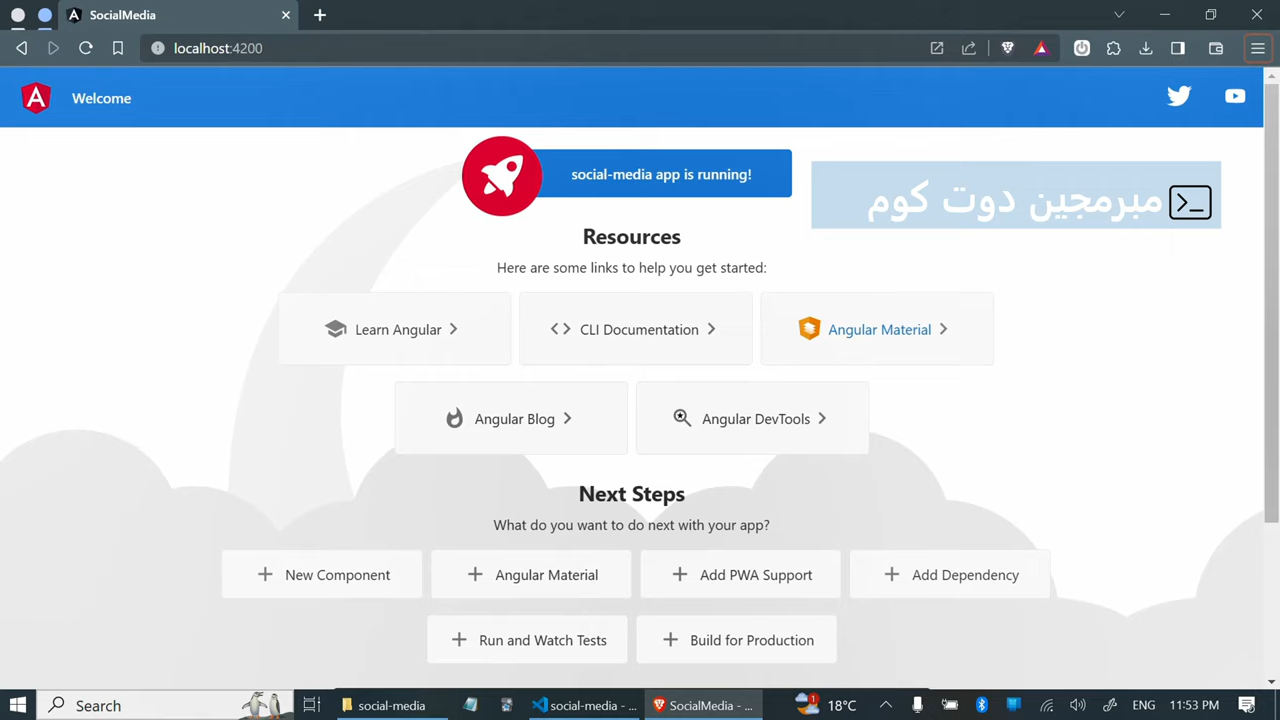 SocialMedia
localhost:4200
Welcome
social-media app is running!
مبرمجين دوت كوم
Resources
Here are some links to help you get started:
Learn Angular
CLI Documentation
Angular Material
Angular Blog
Angular DevTools
Next Steps
What do you want to do next with your app?
New Component
Angular Material
Add PWA Support
Add Dependency
Run and Watch Tests
Build for Production
Search
social-media
social-media - ...
SocialMedia - ...
1
18°C
ENG
11:53 PM